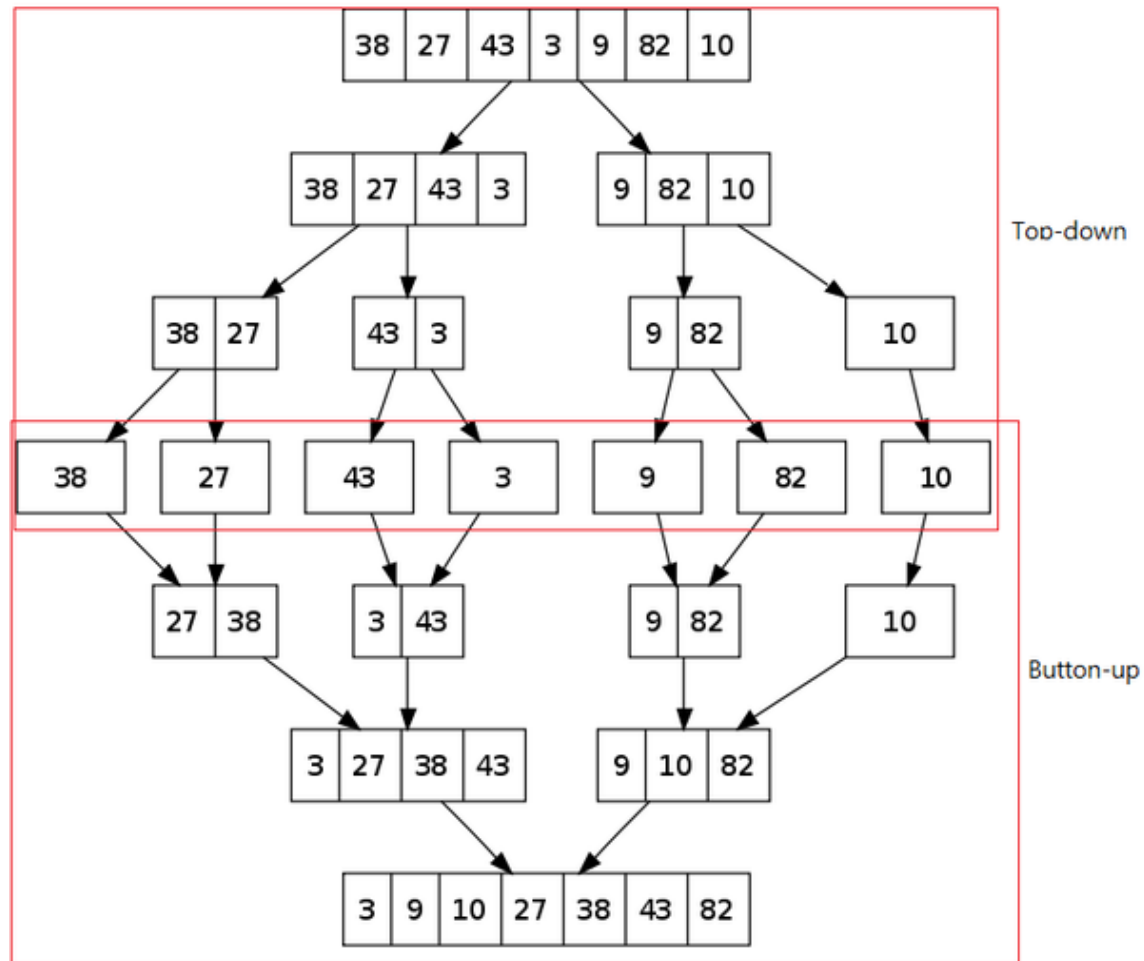 38 27 43 3 9 82 10
38 27 43 3 9 82 10
Top-down
38 27 43 3 9 82 10
38 27 43 3 9 82 10
27 38 3 43 9 82 10
Button-up
3 27 38 43 9 10 82
3 9 10 27 38 43 82